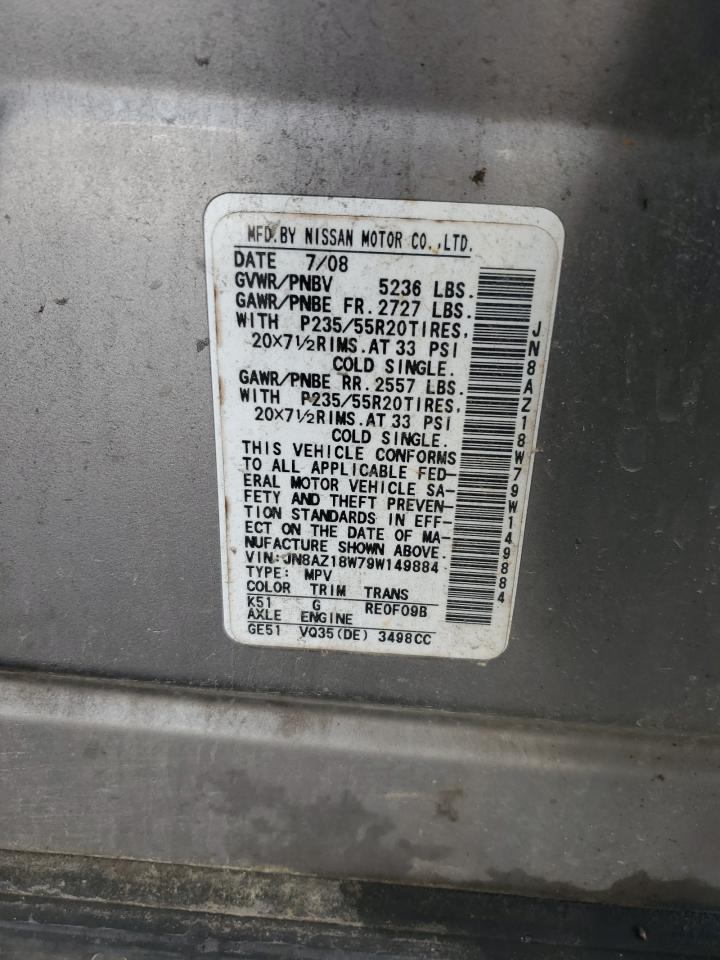 MFD.BY NISSAN MOTOR CO.,LTD.
DATE 7/08
GVWR/PNBV 5236 LBS.
GAWR/PNBE FR.2727 LBS.
WITH P235/55R20TIRES,
20×7½RIMS.AT 33 PSI
COLD SINGLE.
GAWR/PNBE RR.2557 LBS.
WITH P235/55R20TIRES,
20×7½RIMS.AT 33 PSI
COLD SINGLE.
THIS VEHICLE CONFORMS
TO ALL APPLICABLE FED-
ERAL MOTOR VEHICLE SA-
FETY AND THEFT PREVEN-
TION STANDARDS IN EFF-
ECT ON THE DATE OF MA-
NUFACTURE SHOWN ABOVE.
VIN:JN8AZ18W79W149884
TYPE: MPV
COLOR TRIM TRANS
K51 G RE0F09B
AXLE ENGINE
GE51 VQ35(DE) 3498CC
JN8AZ18W79W149884